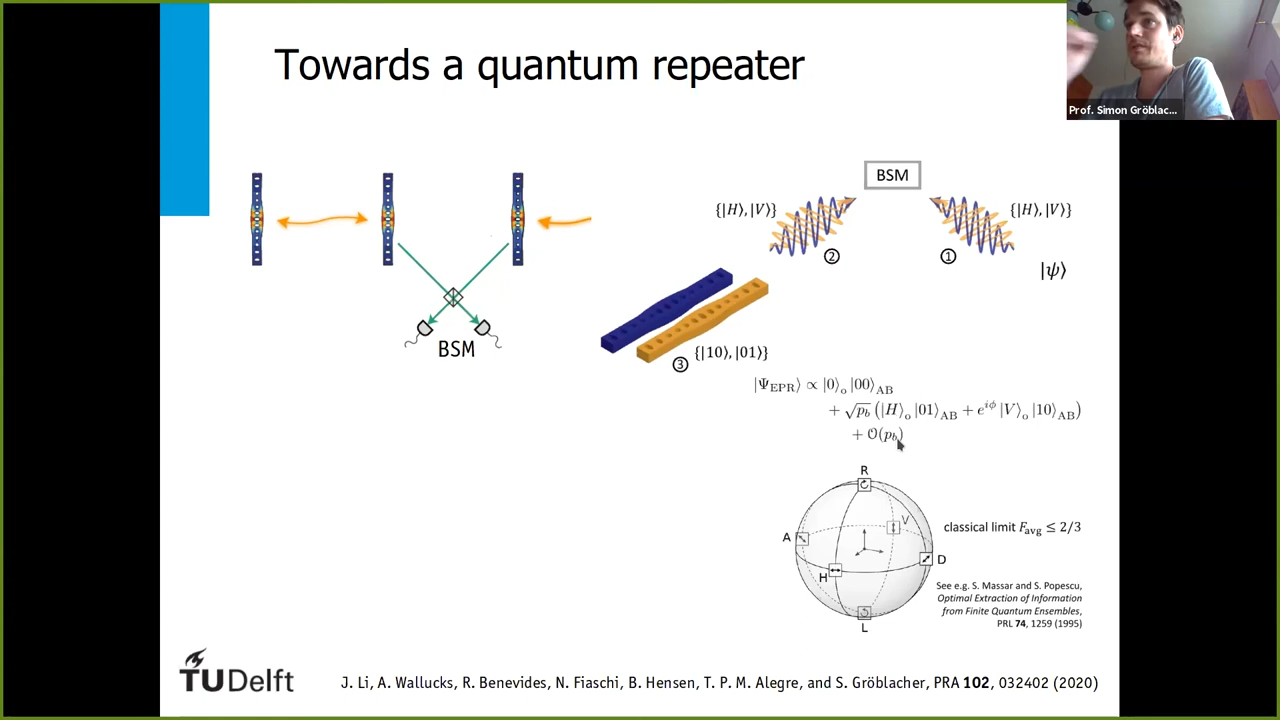 Towards a quantum repeater
Prof. Simon Gröblac...
BSM
BSM
{|H⟩,|V⟩}
{|H⟩,|V⟩}
②
①
|ψ⟩
③
{|10⟩,|01⟩}
|Ψ_EPR⟩ ∝ |0⟩_o |00⟩_AB
+ √p_b (|H⟩_o |01⟩_AB + e^{iϕ} |V⟩_o |10⟩_AB)
+ O(p_b)
R
V
A
D
H
L
classical limit F_avg ≤ 2/3
See e.g. S. Massar and S. Popescu,
Optimal Extraction of Information
from Finite Quantum Ensembles,
PRL 74, 1259 (1995)
TUDelft
J. Li, A. Wallucks, R. Benevides, N. Fiaschi, B. Hensen, T. P. M. Alegre, and S. Gröblacher, PRA 102, 032402 (2020)